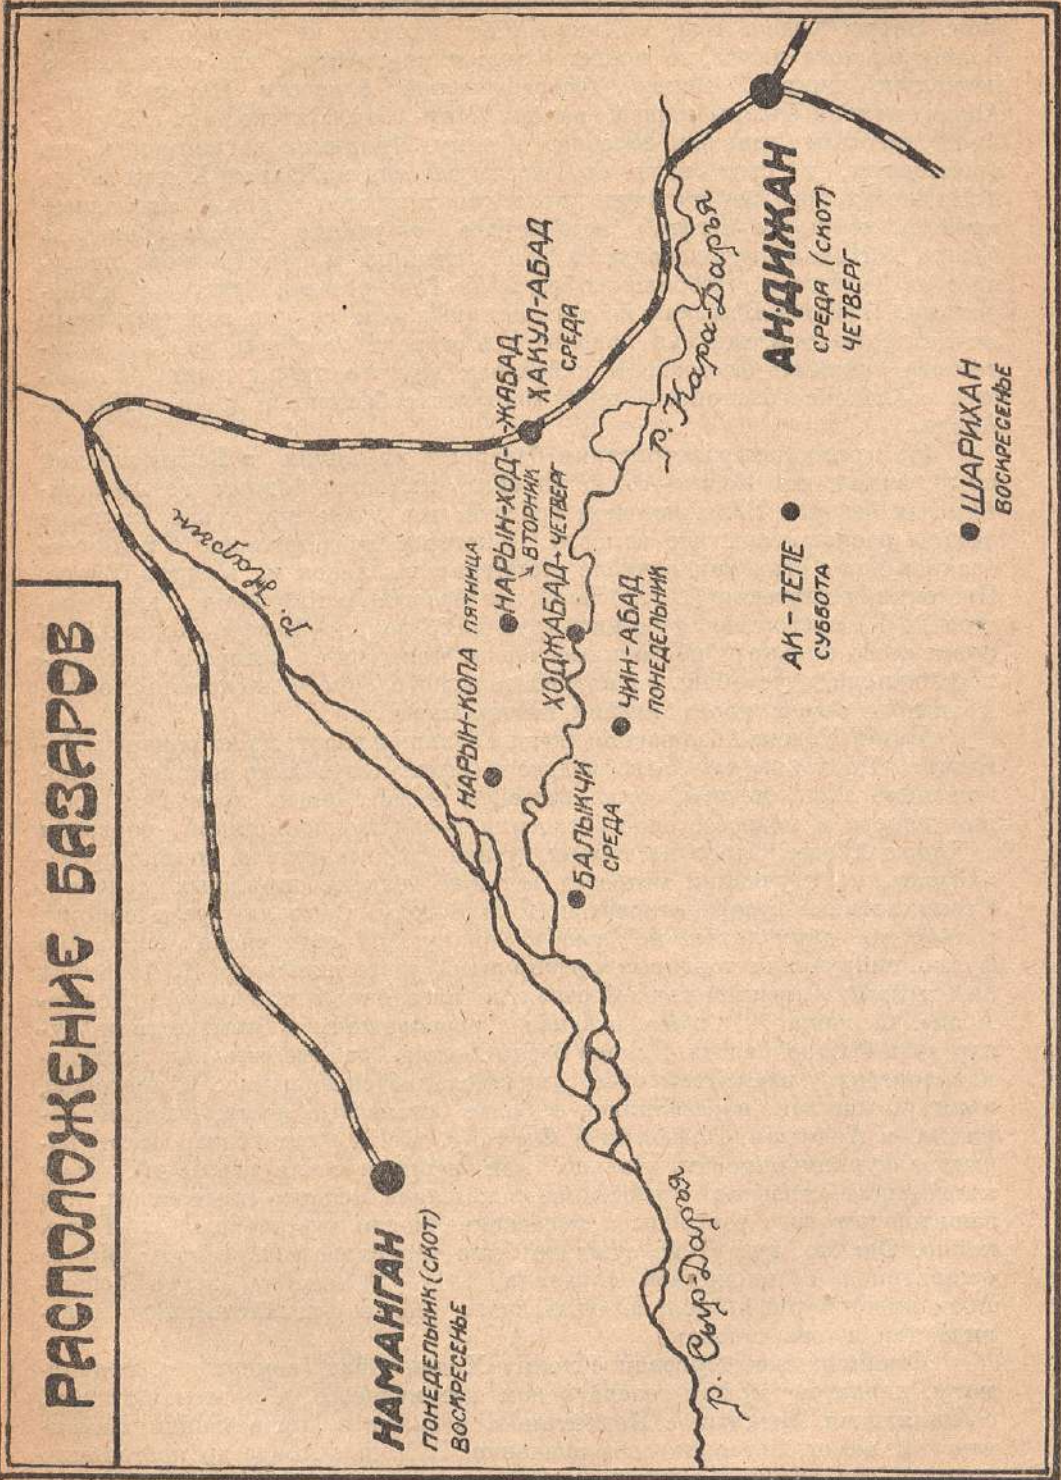 РАСПОЛОЖЕНИЕ БАЗАРОВ
НАМАНГАН
ПОНЕДЕЛЬНИК (СКОТ)
ВОСКРЕСЕНЬЕ
р. Нарын
НАРЫН-КОПА ПЯТНИЦА
НАРЫН-ХОД-ЖАБАД
ВТОРНИК
ХАКУЛ-АБАД
СРЕДА
ХОДЖАБАД-ЧЕТВЕРГ
БАЛЫКЧИ
СРЕДА
ЧИН-АБАД
ПОНЕДЕЛЬНИК
р. Кара-Дарья
р. Сыр-Дарья
АНДИЖАН
СРЕДА (СКОТ)
ЧЕТВЕРГ
АК-ТЕПЕ
СУББОТА
ШАРИХАН
ВОСКРЕСЕНЬЕ